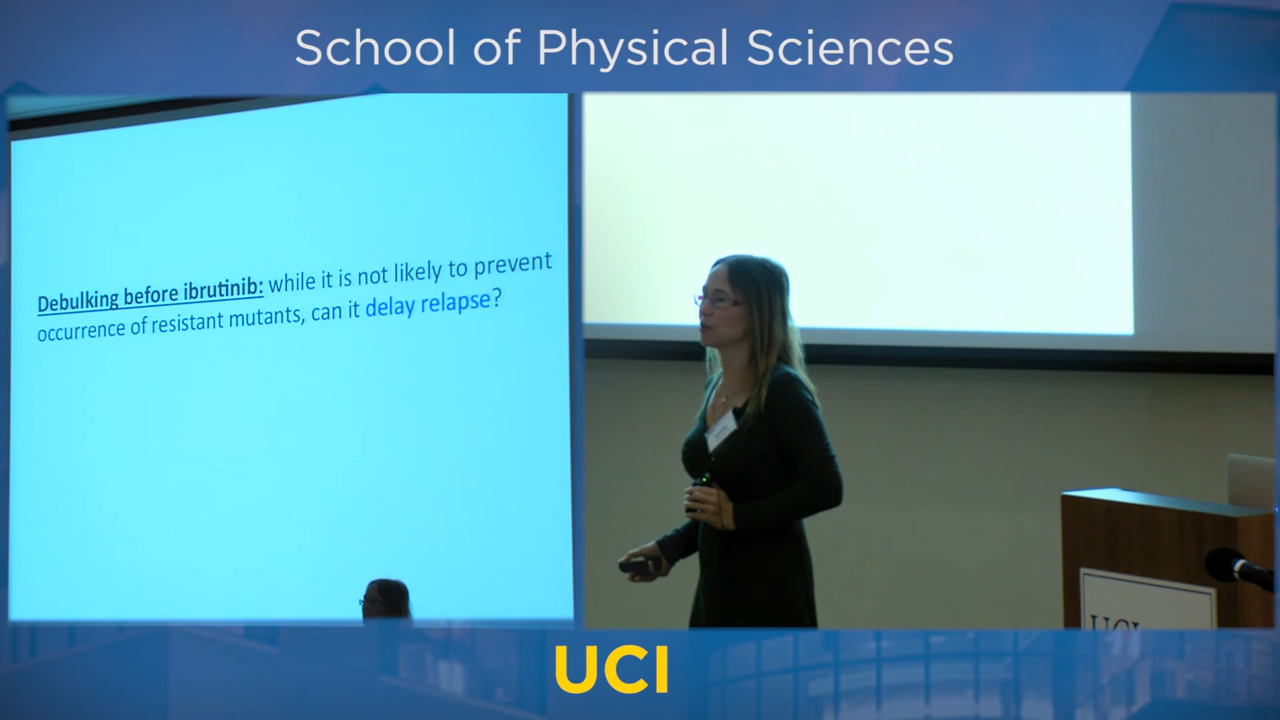 School of Physical Sciences
Debulking before ibrutinib: while it is not likely to prevent
occurrence of resistant mutants, can it delay relapse?
UCI
UCI